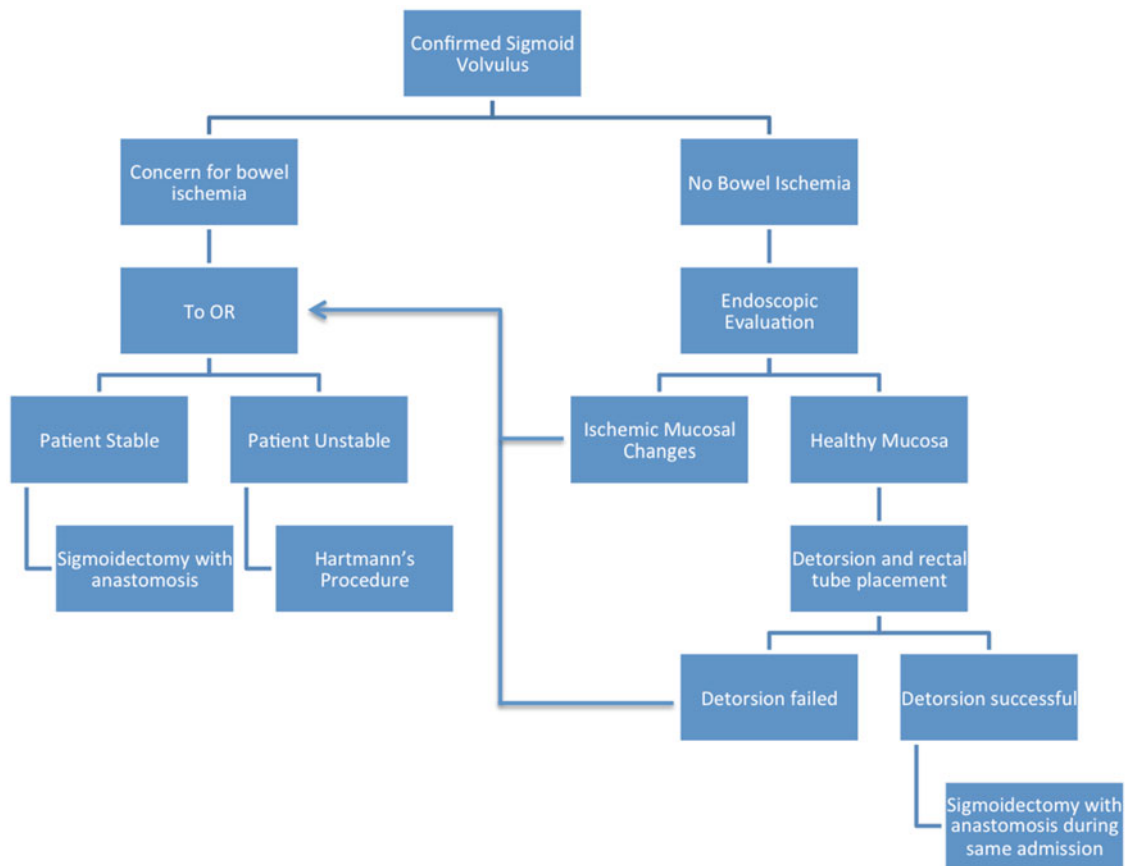 Confirmed Sigmoid
Volvulus
Concern for bowel
ischemia
No Bowel Ischemia
To OR
Endoscopic
Evaluation
Patient Stable
Patient Unstable
Ischemic Mucosal
Changes
Healthy Mucosa
Sigmoidectomy with
anastomosis
Hartmann’s
Procedure
Detorsion and rectal
tube placement
Detorsion failed
Detorsion successful
Sigmoidectomy with
anastomosis during
same admission